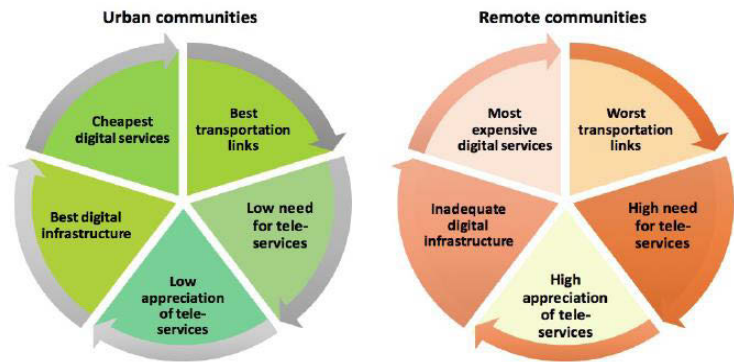 Urban communities
Cheapest
digital services
Best
transportation
links
Low need
for tele-
services
Low
appreciation
of tele-
services
Best digital
infrastructure
Remote communities
Most
expensive
digital services
Worst
transportation
links
High need
for tele-
services
High
appreciation
of tele-
services
Inadequate
digital
infrastructure